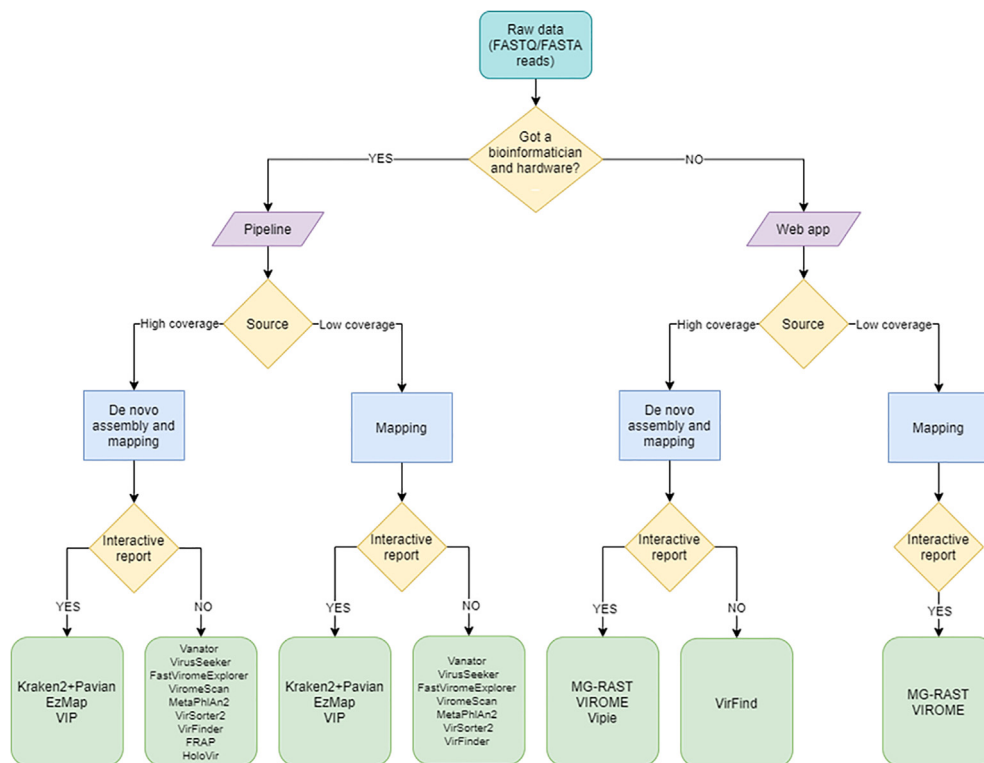 Raw data
(FASTQ/FASTA
reads)
Got a
bioinformatician
and hardware?
YES
NO
Pipeline
Web app
High coverage
Source
Low coverage
High coverage
Source
Low coverage
De novo
assembly and
mapping
Mapping
De novo
assembly and
mapping
Mapping
Interactive
report
Interactive
report
Interactive
report
Interactive
report
YES
NO
YES
NO
YES
NO
YES
Kraken2+Pavian
EzMap
VIP
Vanator
VirusSeeker
FastViromeExplorer
ViromeScan
MetaPhlAn2
VirSorter2
VirFinder
FRAP
HoloVir
Kraken2+Pavian
EzMap
VIP
Vanator
VirusSeeker
FastViromeExplorer
ViromeScan
MetaPhlAn2
VirSorter2
VirFinder
MG-RAST
VIROME
Vipie
VirFind
MG-RAST
VIROME